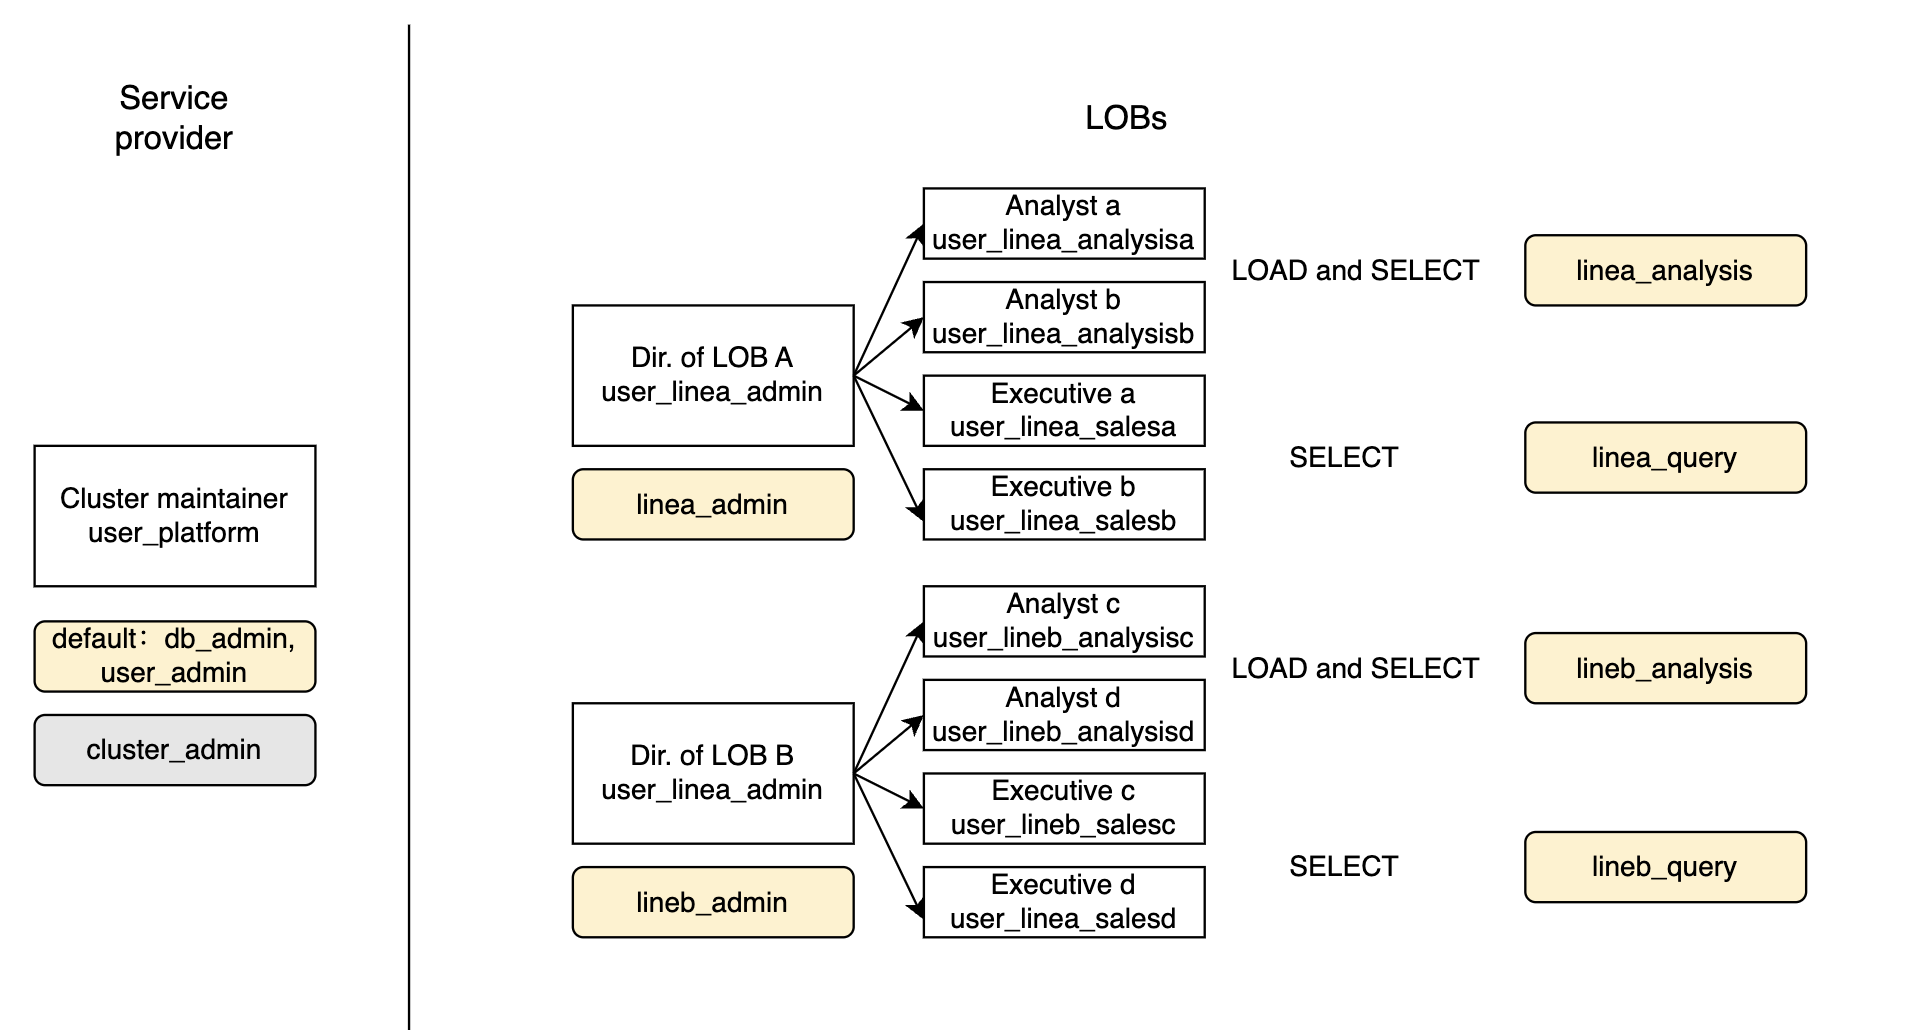 Service
provider
Cluster maintainer
user_platform
default：db_admin,
user_admin
cluster_admin
LOBs
Dir. of LOB A
user_linea_admin
linea_admin
Analyst a
user_linea_analysisa
Analyst b
user_linea_analysisb
Executive a
user_linea_salesa
Executive b
user_linea_salesb
LOAD and SELECT
linea_analysis
SELECT
linea_query
Dir. of LOB B
user_linea_admin
lineb_admin
Analyst c
user_lineb_analysisc
Analyst d
user_lineb_analysisd
Executive c
user_lineb_salesc
Executive d
user_linea_salesd
LOAD and SELECT
lineb_analysis
SELECT
lineb_query